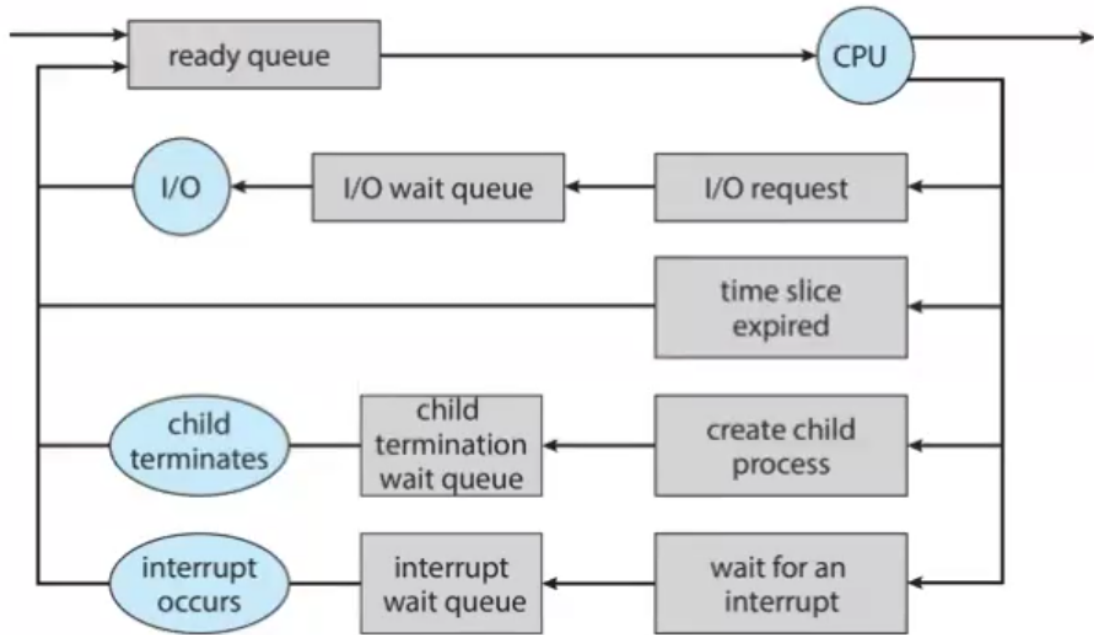 ready queue
CPU
I/O
I/O wait queue
I/O request
time slice
expired
child
terminates
child
termination
wait queue
create child
process
interrupt
occurs
interrupt
wait queue
wait for an
interrupt